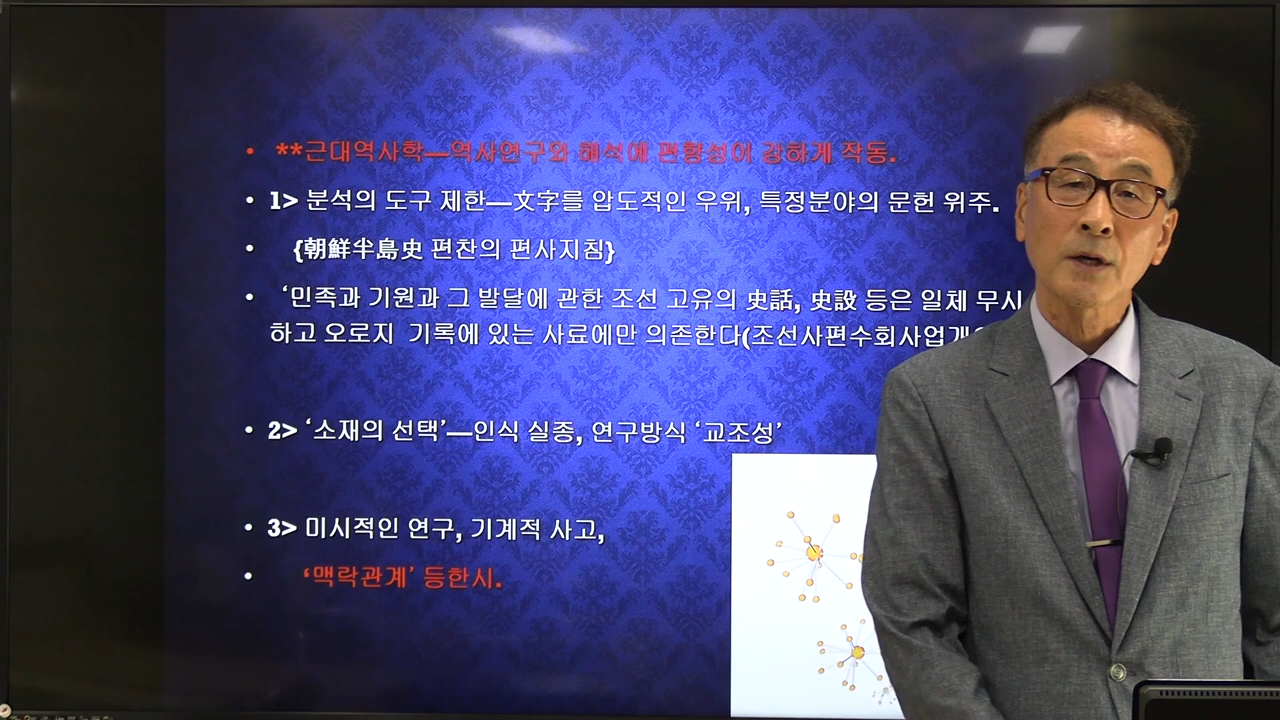 • **근대역사학—역사연구와 해석에 편향성이 강하게 작동.
• 1> 분석의 도구 제한—文字를 압도적인 우위, 특정분야의 문헌 위주.
• {朝鮮半島史 편찬의 편사지침}
• ‘민족과 기원과 그 발달에 관한 조선 고유의 史話, 史設 등은 일체 무시
하고 오로지 기록에 있는 사료에만 의존한다(조선사편수회사업개
• 2> ‘소재의 선택’—인식 실종, 연구방식 ‘교조성’
• 3> 미시적인 연구, 기계적 사고,
• ‘맥락관계’ 등한시.